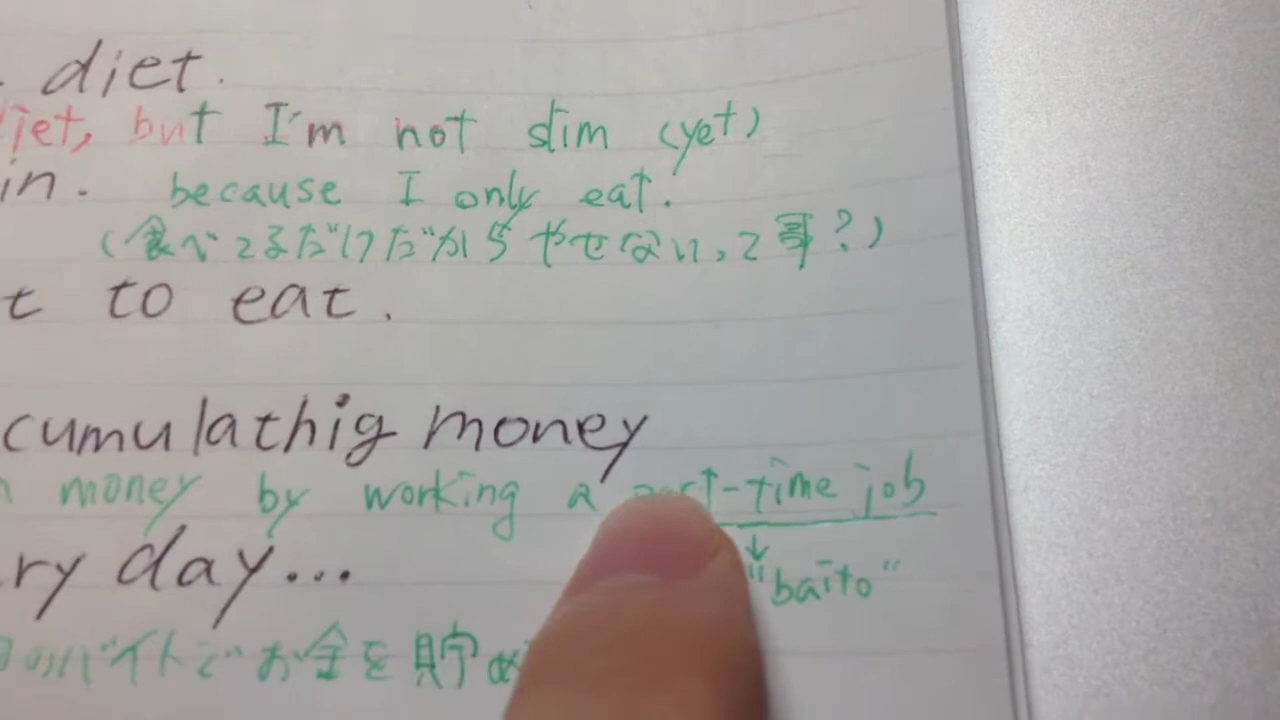 diet.
iet, but I'm not slim (yet)
in. because I only eat.
(食べてるだけだからやせない、って事?)
t to eat.
cumulathig money
money by working a part-time job
ry day...
"baito"
のバイトでお金を貯め